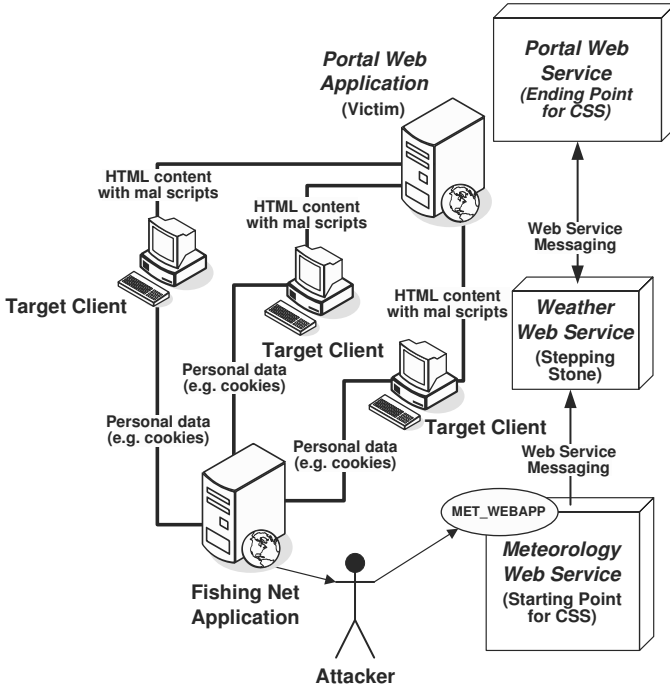 Portal Web
Application
(Victim)
Portal Web
Service
(Ending Point
for CSS)
HTML content
with mal scripts
HTML content
with mal scripts
Web Service
Messaging
Target Client
HTML content
with mal scripts
Weather
Web Service
(Stepping
Stone)
Target Client
Personal data
(e.g. cookies)
Personal data
(e.g. cookies)
Target Client
Personal data
(e.g. cookies)
Web Service
Messaging
MET_WEBAPP
Meteorology
Web Service
(Starting Point
for CSS)
Fishing Net
Application
Attacker